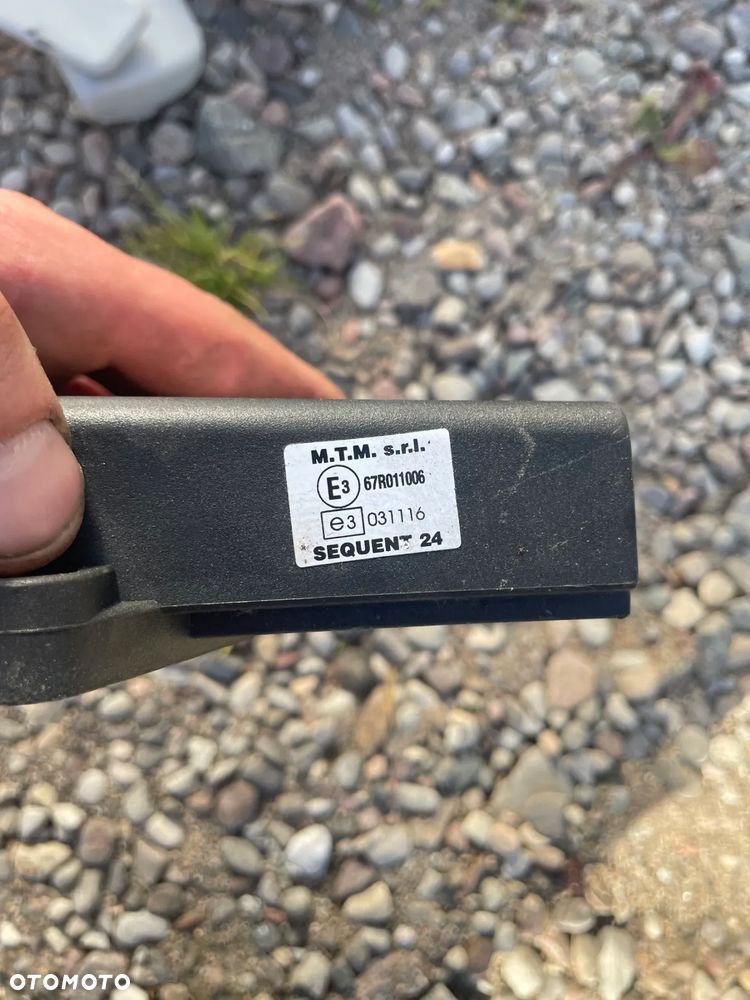 M.T.M. s.r.l.
E3 67R011006
e3 031116
SEQUENT 24
OTOMOTO